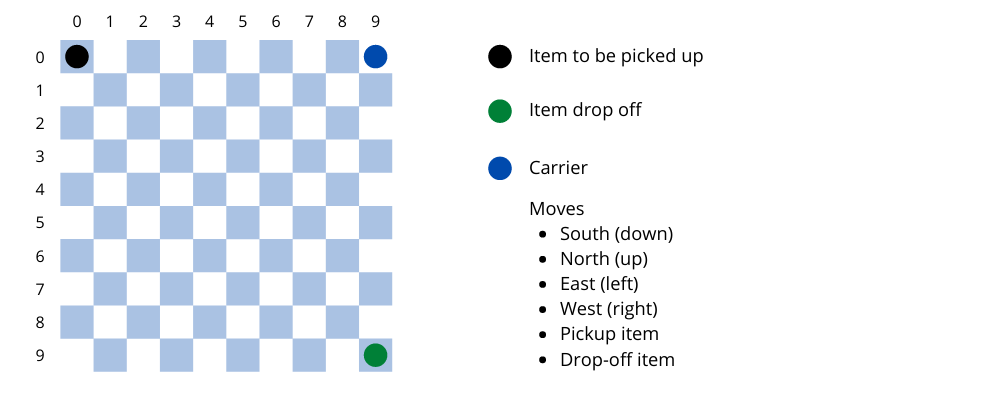 0 1 2 3 4 5 6 7 8 9
0
1
2
3
4
5
6
7
8
9
Item to be picked up
Item drop off
Carrier
Moves
• South (down)
• North (up)
• East (left)
• West (right)
• Pickup item
• Drop-off item